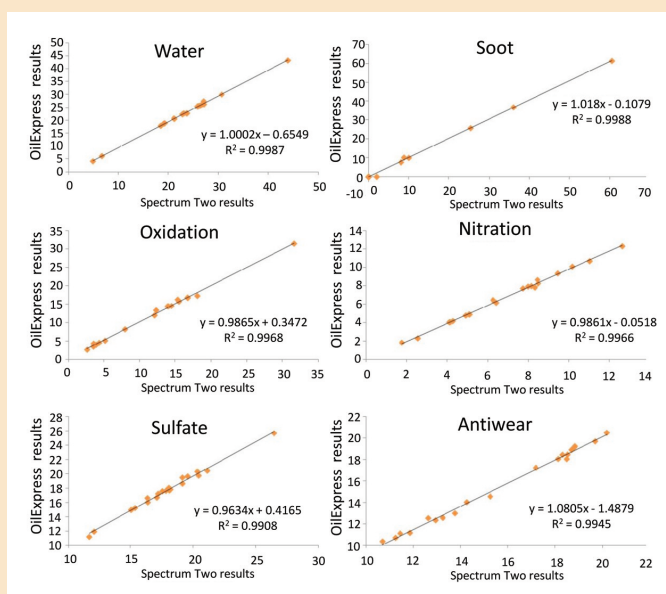 Water
OilExpress results
50
45
40
35
30
25
20
15
10
5
0
0 10 20 30 40 50
y = 1.0002x – 0.6549
R² = 0.9987
Spectrum Two results
Soot
OilExpress results
70
60
50
40
30
20
10
0
-10
0 10 20 30 40 50 60 70
y = 1.018x - 0.1079
R² = 0.9988
Spectrum Two results
Oxidation
OilExpress results
35
30
25
20
15
10
5
0
0 5 10 15 20 25 30 35
y = 0.9865x + 0.3472
R² = 0.9968
Spectrum Two results
Nitration
OilExpress results
14
12
10
8
6
4
2
0
0 2 4 6 8 10 12 14
y = 0.9861x - 0.0518
R² = 0.9966
Spectrum Two results
Sulfate
OilExpress results
28
26
24
22
20
18
16
14
12
10
10 15 20 25 30
y = 0.9634x + 0.4165
R² = 0.9908
Spectrum Two results
Antiwear
OilExpress results
22
20
18
16
14
12
10
10 12 14 16 18 20 22
y = 1.0805x - 1.4879
R² = 0.9945
Spectrum Two results